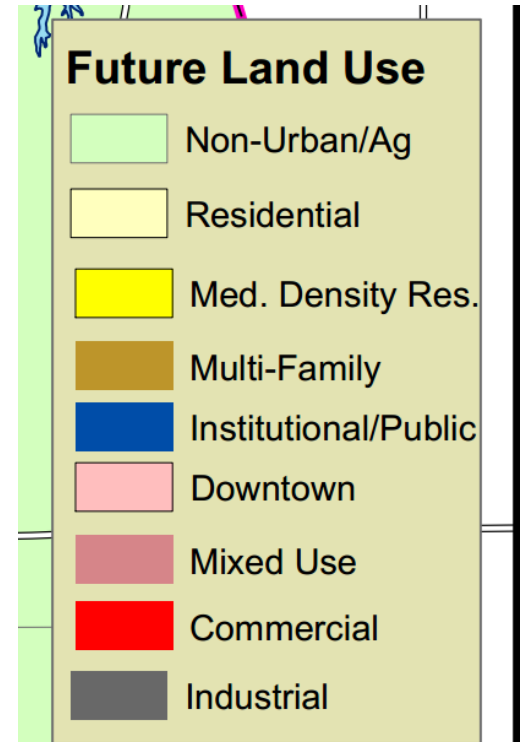 Future Land Use
Non-Urban/Ag
Residential
Med. Density Res.
Multi-Family
Institutional/Public
Downtown
Mixed Use
Commercial
Industrial